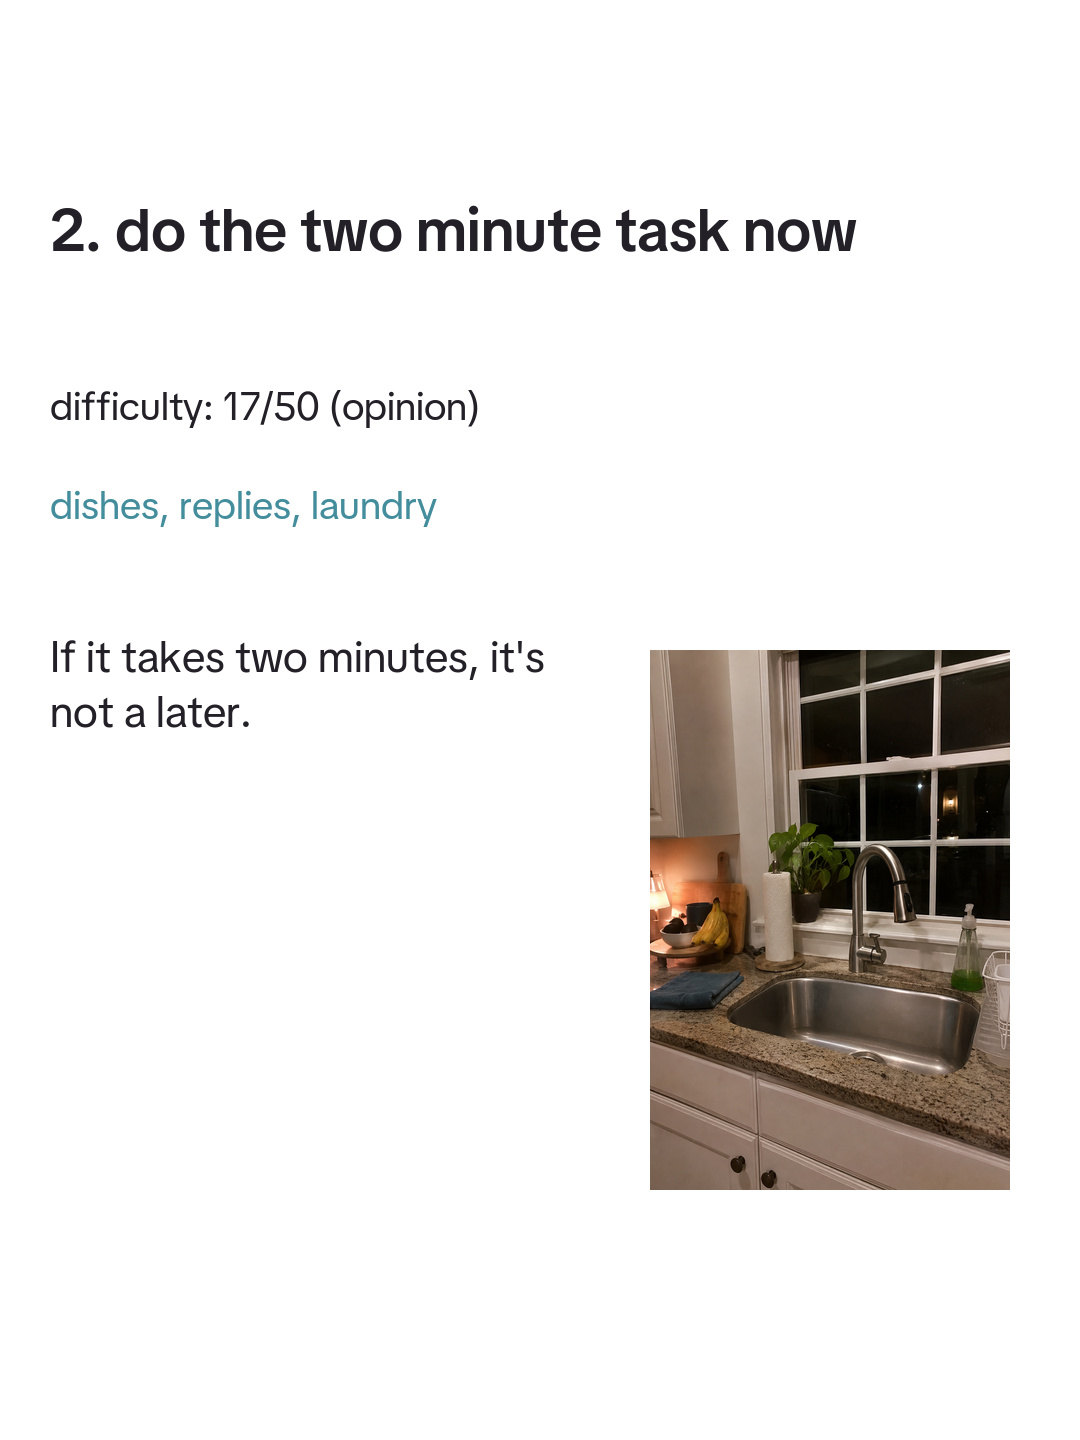 2. do the two minute task now
difficulty: 17/50 (opinion)
dishes, replies, laundry
If it takes two minutes, it's
not a later.